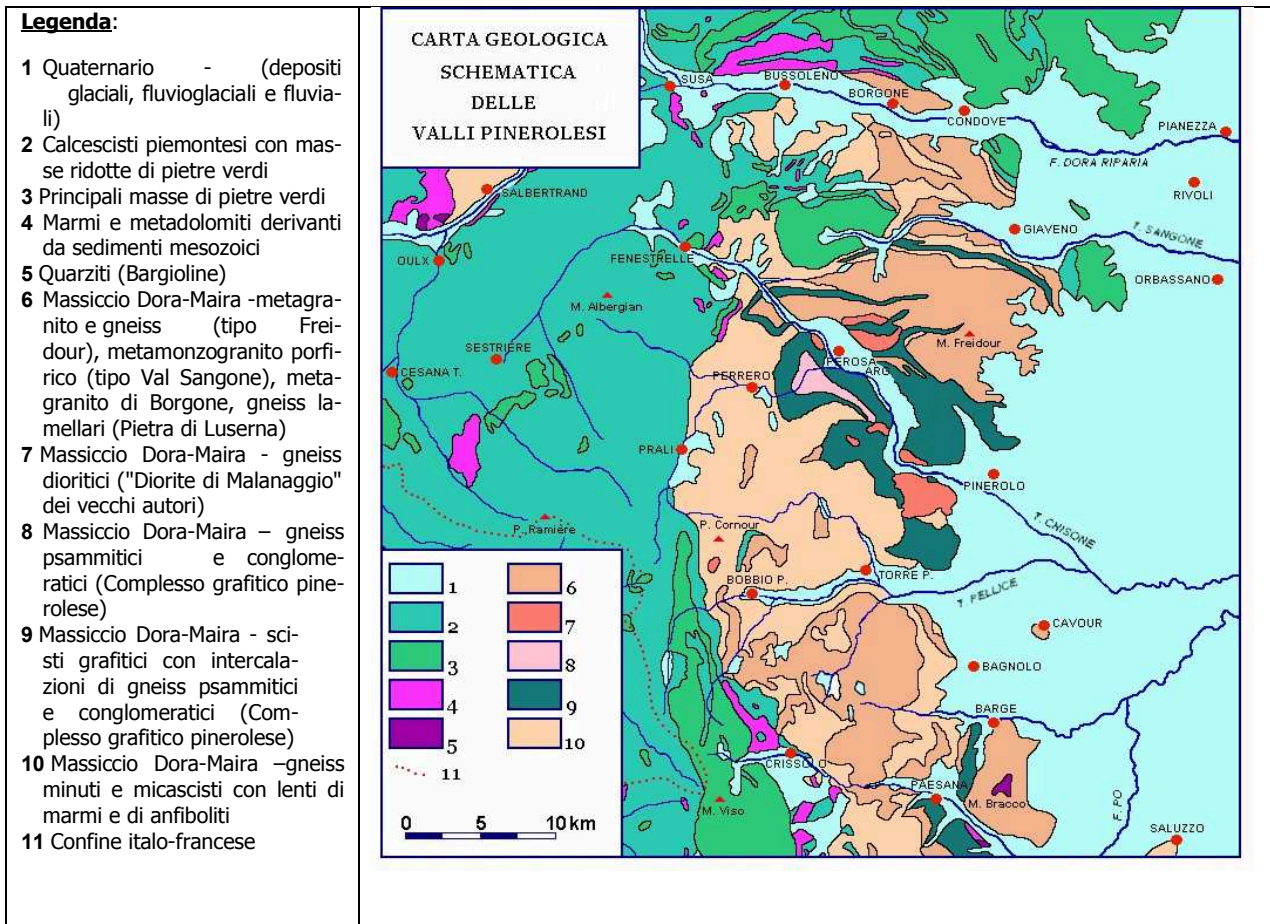 Legenda:
1 Quaternario - (depositi
glaciali, fluvioglaciali e fluvia-
li)
2 Calcescisti piemontesi con mas-
se ridotte di pietre verdi
3 Principali masse di pietre verdi
4 Marmi e metadolomiti derivanti
da sedimenti mesozoici
5 Quarziti (Bargioline)
6 Massiccio Dora-Maira -metagra-
nito e gneiss (tipo Frei-
dour), metamonzogranito porfi-
rico (tipo Val Sangone), meta-
granito di Borgone, gneiss la-
mellari (Pietra di Luserna)
7 Massiccio Dora-Maira - gneiss
dioritici ("Diorite di Malanaggio"
dei vecchi autori)
8 Massiccio Dora-Maira – gneiss
psammitici e conglome-
ratici (Complesso grafitico pine-
rolese)
9 Massiccio Dora-Maira - sci-
sti grafitici con intercala-
zioni di gneiss psammitici
e conglomeratici (Com-
plesso grafitico pinerolese)
10 Massiccio Dora-Maira –gneiss
minuti e micascisti con lenti di
marmi e di anfiboliti
11 Confine italo-francese
CARTA GEOLOGICA
SCHEMATICA
DELLE
VALLI PINEROLESI
SUSA
BUSSOLENO
BORGONE
CONDOVE
PIANEZZA
F. DORA RIPARIA
RIVOLI
SALBERTRAND
GIAVENO
T. SANGONE
OULX
FENESTRELLE
ORBASSANO
M. Albergian
M. Freidour
SESTRIERE
PEROSA
ARG
CESANA T.
PERRERO
PRALI
PINEROLO
P. Ramière
P. Cornour
T. CHISONE
BOBBIO P.
TORRE P.
T. PELLICE
CAVOUR
BAGNOLO
BARGE
CRISSOLO
PAESANA
M. Bracco
M. Viso
F. PO
SALUZZO
1
2
3
4
5
6
7
8
9
10
11
0 5 10 km